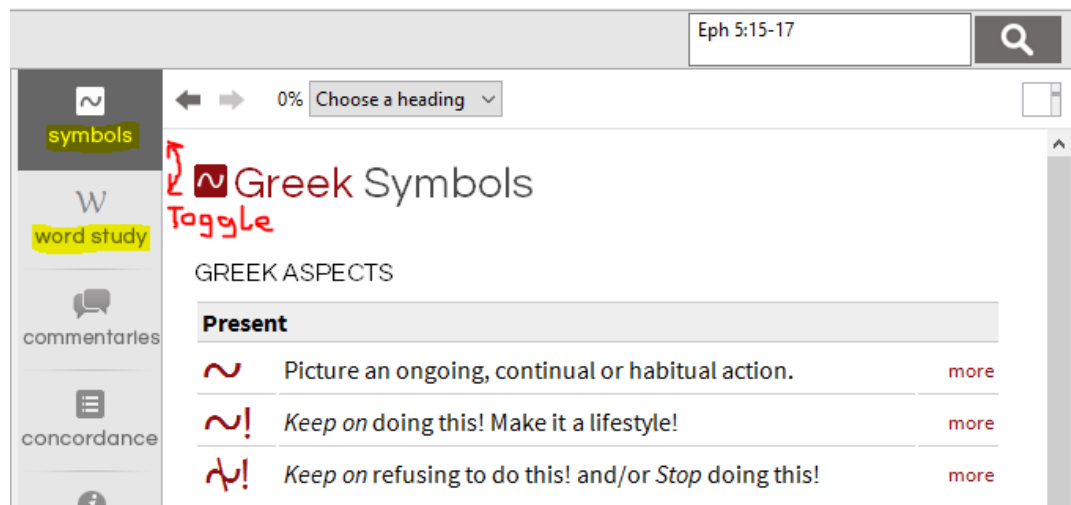 Eph 5:15-17
symbols
0% Choose a heading
Toggle
Greek Symbols
W
word study
GREEK ASPECTS
Present
commentaries
Picture an ongoing, continual or habitual action. more
Keep on doing this! Make it a lifestyle! more
concordance
Keep on refusing to do this! and/or Stop doing this! more